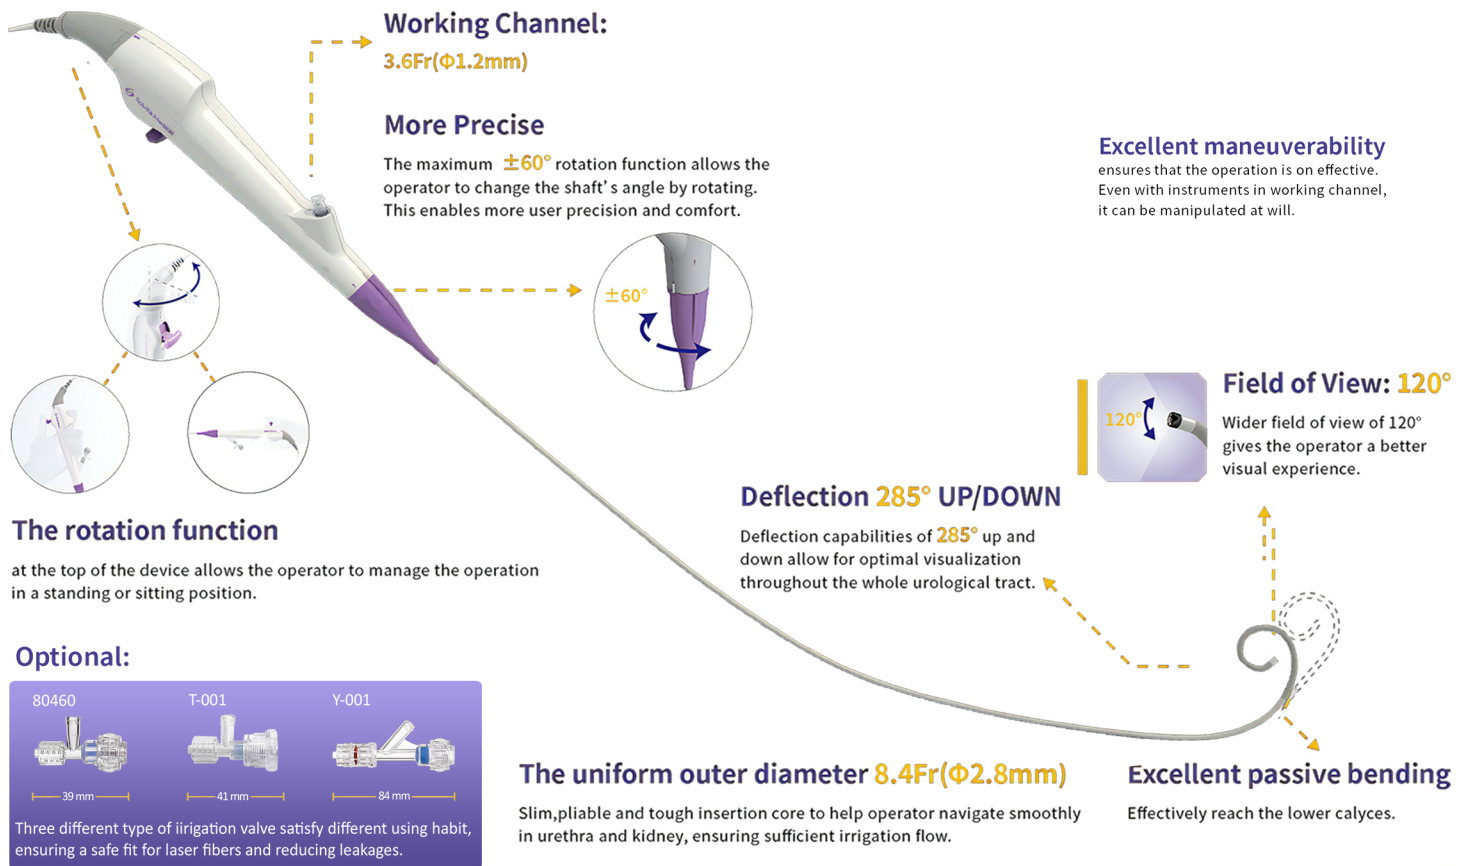 Working Channel:
3.6Fr(Φ1.2mm)
More Precise
The maximum ±60° rotation function allows the
operator to change the shaft's angle by rotating.
This enables more user precision and comfort.
±60°
Excellent maneuverability
ensures that the operation is on effective.
Even with instruments in working channel,
it can be manipulated at will.
120°
Field of View: 120°
Wider field of view of 120°
gives the operator a better
visual experience.
Deflection 285° UP/DOWN
Deflection capabilities of 285° up and
down allow for optimal visualization
throughout the whole urological tract.
The rotation function
at the top of the device allows the operator to manage the operation
in a standing or sitting position.
Optional:
80460
T-001
Y-001
39 mm
41 mm
84 mm
Three different type of iirigation valve satisfy different using habit,
ensuring a safe fit for laser fibers and reducing leakages.
The uniform outer diameter 8.4Fr(Φ2.8mm)
Slim,pliable and tough insertion core to help operator navigate smoothly
in urethra and kidney, ensuring sufficient irrigation flow.
Excellent passive bending
Effectively reach the lower calyces.